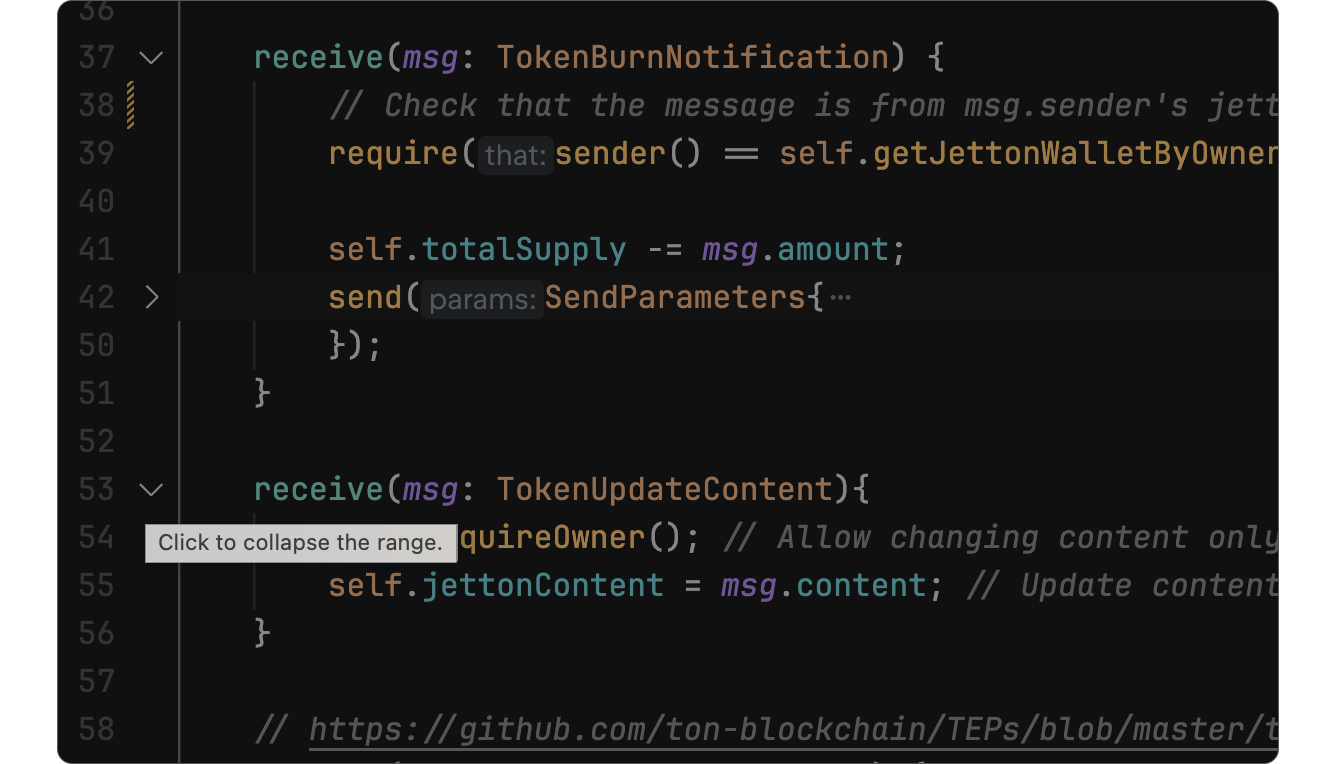 36
37 receive(msg: TokenBurnNotification) {
38 // Check that the message is from msg.sender's jett
39 require(that: sender() == self.getJettonWalletByOwner
40
41 self.totalSupply -= msg.amount;
42 send(params: SendParameters{...
50 });
51 }
52
53 receive(msg: TokenUpdateContent){
54 quireOwner(); // Allow changing content only
Click to collapse the range.
55 self.jettonContent = msg.content; // Update content
56 }
57
58 // https://github.com/ton-blockchain/TEPs/blob/master/t